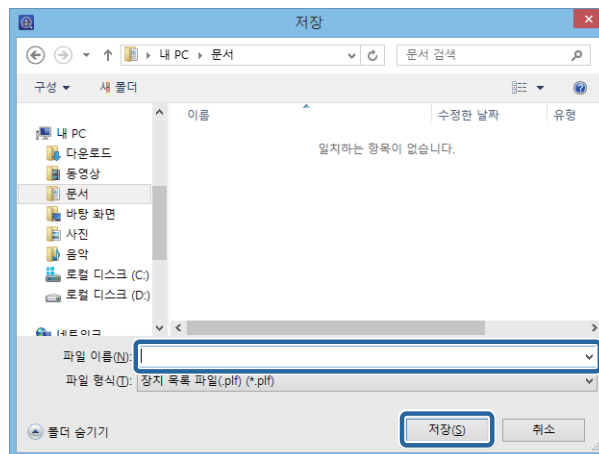 저장
내 PC ▸ 문서
문서 검색
구성 새 폴더
이름 수정한 날짜 유형
일치하는 항목이 없습니다.
내 PC
다운로드
동영상
문서
바탕 화면
사진
음악
로컬 디스크 (C:)
로컬 디스크 (D:)
네트워크
파일 이름(N):
파일 형식(T): 장치 목록 파일(.plf) (*.plf)
폴더 숨기기
저장(S) 취소